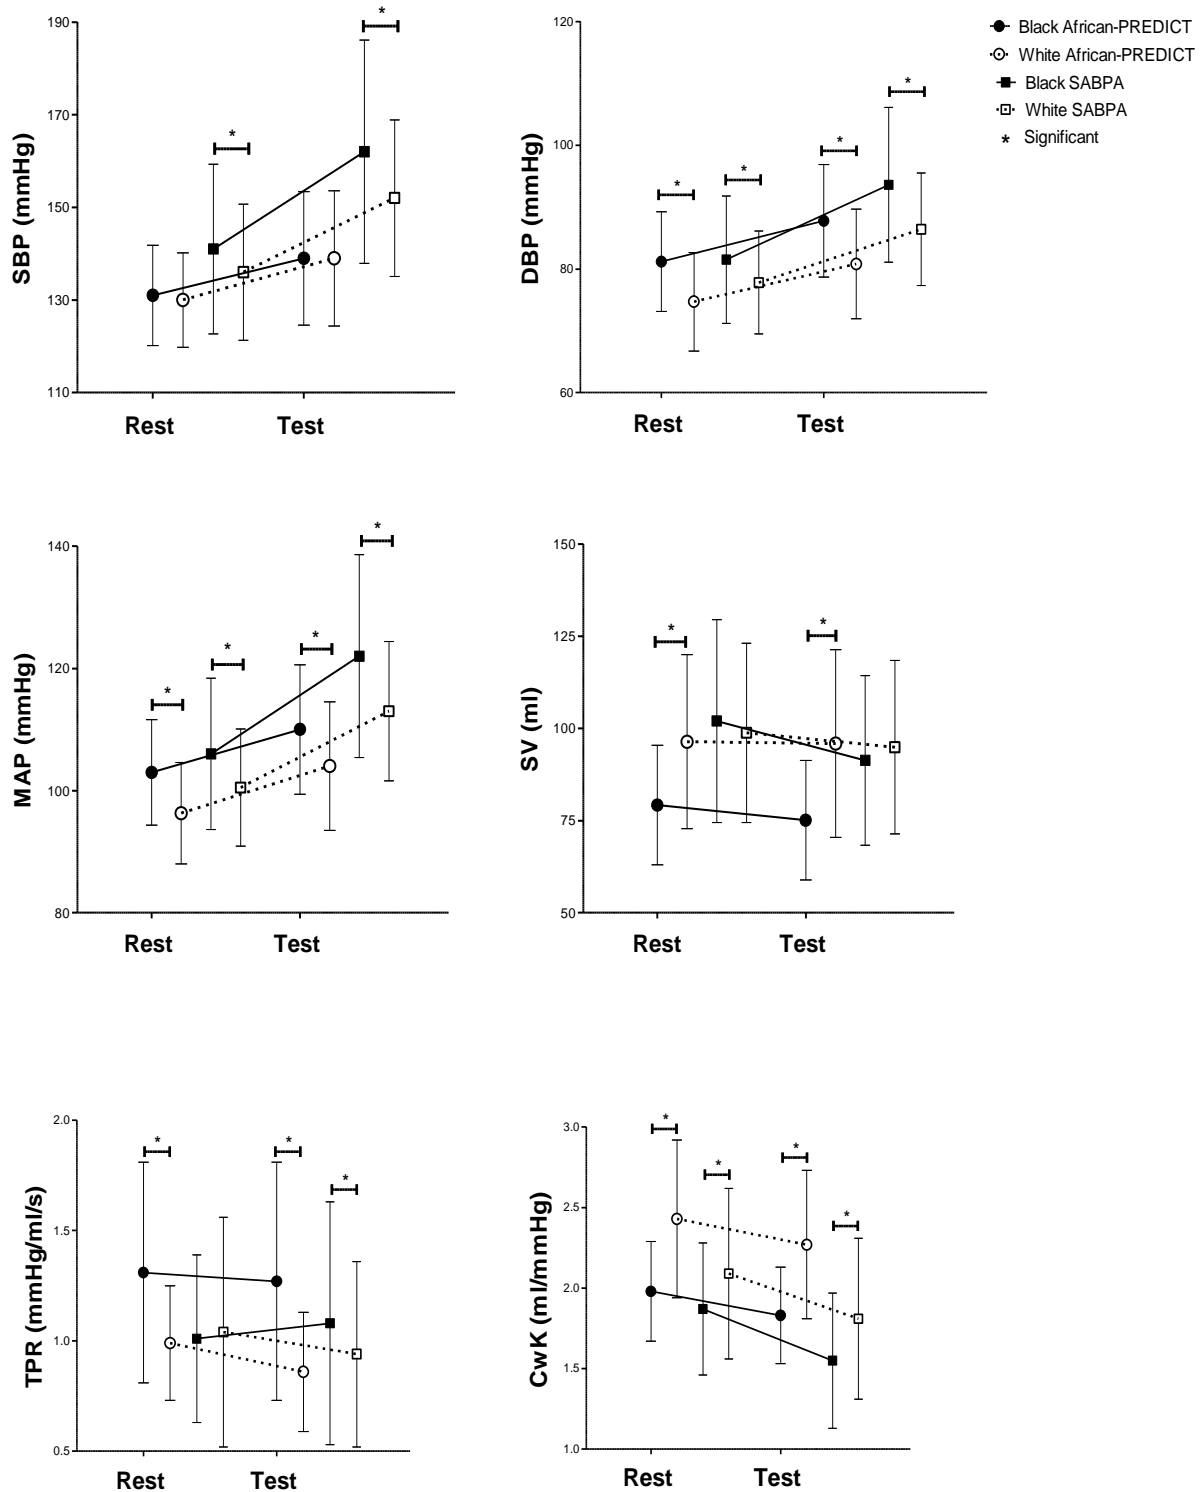 SBP (mmHg)
190
170
150
130
110
*
*
Rest Test
DBP (mmHg)
120
100
80
60
*
*
*
*
Rest Test
Black African-PREDICT
White African-PREDICT
Black SABPA
White SABPA
* Significant
MAP (mmHg)
140
120
100
80
*
*
*
*
Rest Test
SV (ml)
150
125
100
75
50
*
*
Rest Test
TPR (mmHg/ml/s)
2.0
1.5
1.0
0.5
*
*
*
Rest Test
CwK (ml/mmHg)
3.0
2.5
2.0
1.5
1.0
*
*
*
*
Rest Test